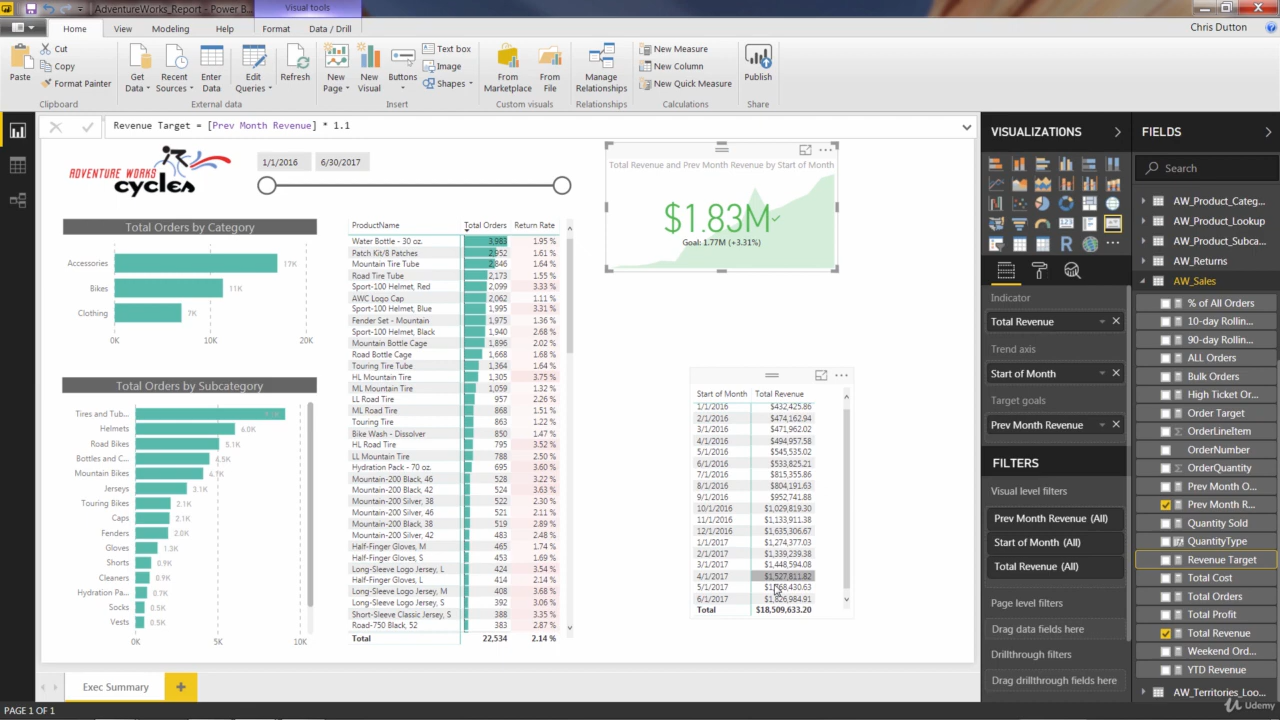 AdventureWorks_Report - Power B...
Visual tools
Chris Dutton
Home View Modeling Help Format Data / Drill
Paste
Cut
Copy
Format Painter
Clipboard
Get Data
Recent Sources
Enter Data
Edit Queries
Refresh
External data
New Page
New Visual
Buttons
Text box
Image
Shapes
Insert
From Marketplace
From File
Custom visuals
Manage Relationships
Relationships
New Measure
New Column
New Quick Measure
Calculations
Publish
Share
Revenue Target = [Prev Month Revenue] * 1.1
ADVENTURE WORKS
cycles
1/1/2016 6/30/2017
Total Orders by Category
Accessories 17K
Bikes 11K
Clothing 7K
0K 10K 20K
Total Orders by Subcategory
Tires and Tub...
Helmets 6.0K
Road Bikes 5.1K
Bottles and C... 4.5K
Mountain Bikes 4.?K
Jerseys 3.1K
Touring Bikes 2.1K
Caps 2.1K
Fenders 2.0K
Gloves 1.3K
Shorts 0.9K
Cleaners 0.9K
Hydration Pa... 0.7K
Socks 0.5K
Vests 0.5K
0K 5K 10K
ProductName Total Orders Return Rate
Water Bottle - 30 oz. 3,983 1.95 %
Patch Kit/8 Patches 2,952 1.61 %
Mountain Tire Tube 2,846 1.64 %
Road Tire Tube 2,173 1.55 %
Sport-100 Helmet, Red 2,099 3.33 %
AWC Logo Cap 2,062 1.11 %
Sport-100 Helmet, Blue 1,995 3.31 %
Fender Set - Mountain 1,975 1.36 %
Sport-100 Helmet, Black 1,940 2.68 %
Mountain Bottle Cage 1,896 2.02 %
Road Bottle Cage 1,668 1.68 %
Touring Tire Tube 1,364 1.64 %
HL Mountain Tire 1,305 3.75 %
ML Mountain Tire 1,059 1.32 %
LL Road Tire 957 2.26 %
ML Road Tire 868 1.51 %
Touring Tire 863 1.22 %
Bike Wash - Dissolver 850 1.47 %
HL Road Tire 795 3.52 %
LL Mountain Tire 788 2.50 %
Hydration Pack - 70 oz. 695 3.60 %
Mountain-200 Black, 46 528 3.22 %
Mountain-200 Black, 42 524 3.63 %
Mountain-200 Silver, 38 522 2.30 %
Mountain-200 Silver, 46 521 2.11 %
Mountain-200 Black, 38 519 2.89 %
Mountain-200 Silver, 42 483 2.48 %
Half-Finger Gloves, M 465 1.74 %
Half-Finger Gloves, L 453 1.69 %
Long-Sleeve Logo Jersey, L 424 3.54 %
Half-Finger Gloves, S 414 2.14 %
Long-Sleeve Logo Jersey, M 408 3.68 %
Long-Sleeve Logo Jersey, S 392 3.06 %
Short-Sleeve Classic Jersey, S 388 3.35 %
Road-750 Black, 52 383 2.87 %
Total 22,534 2.14 %
Total Revenue and Prev Month Revenue by Start of Month
$1.83M
Goal: 1.77M (+3.31%)
Start of Month Total Revenue
1/1/2016 $432,425.86
2/1/2016 $474,162.94
3/1/2016 $471,962.02
4/1/2016 $494,957.58
5/1/2016 $545,535.02
6/1/2016 $533,825.21
7/1/2016 $815,355.86
8/1/2016 $804,191.63
9/1/2016 $952,741.88
10/1/2016 $1,029,819.30
11/1/2016 $1,133,911.38
12/1/2016 $1,635,306.67
1/1/2017 $1,274,377.03
2/1/2017 $1,339,239.38
3/1/2017 $1,448,594.08
4/1/2017 $1,527,811.82
5/1/2017
6/1/2017 $1,826,984.91
Total $18,509,633.20
VISUALIZATIONS
Indicator
Total Revenue
Trend axis
Start of Month
Target goals
Prev Month Revenue
FILTERS
Visual level filters
Prev Month Revenue (All)
Start of Month (All)
Total Revenue (All)
Page level filters
Drag data fields here
Drillthrough filters
Drag drillthrough fields here
FIELDS
Search
AW_Product_Categ...
AW_Product_Lookup
AW_Product_Subca...
AW_Returns
AW_Sales
% of All Orders
10-day Rollin...
90-day Rollin...
ALL Orders
Bulk Orders
High Ticket Or...
Order Target
OrderLineItem
OrderNumber
OrderQuantity
Prev Month O...
Prev Month R...
Quantity Sold
QuantityType
Revenue Target
Total Cost
Total Orders
Total Profit
Total Revenue
Weekend Ord...
YTD Revenue
AW_Territories_Loo...
Exec Summary
PAGE 1 OF 1
Udemy